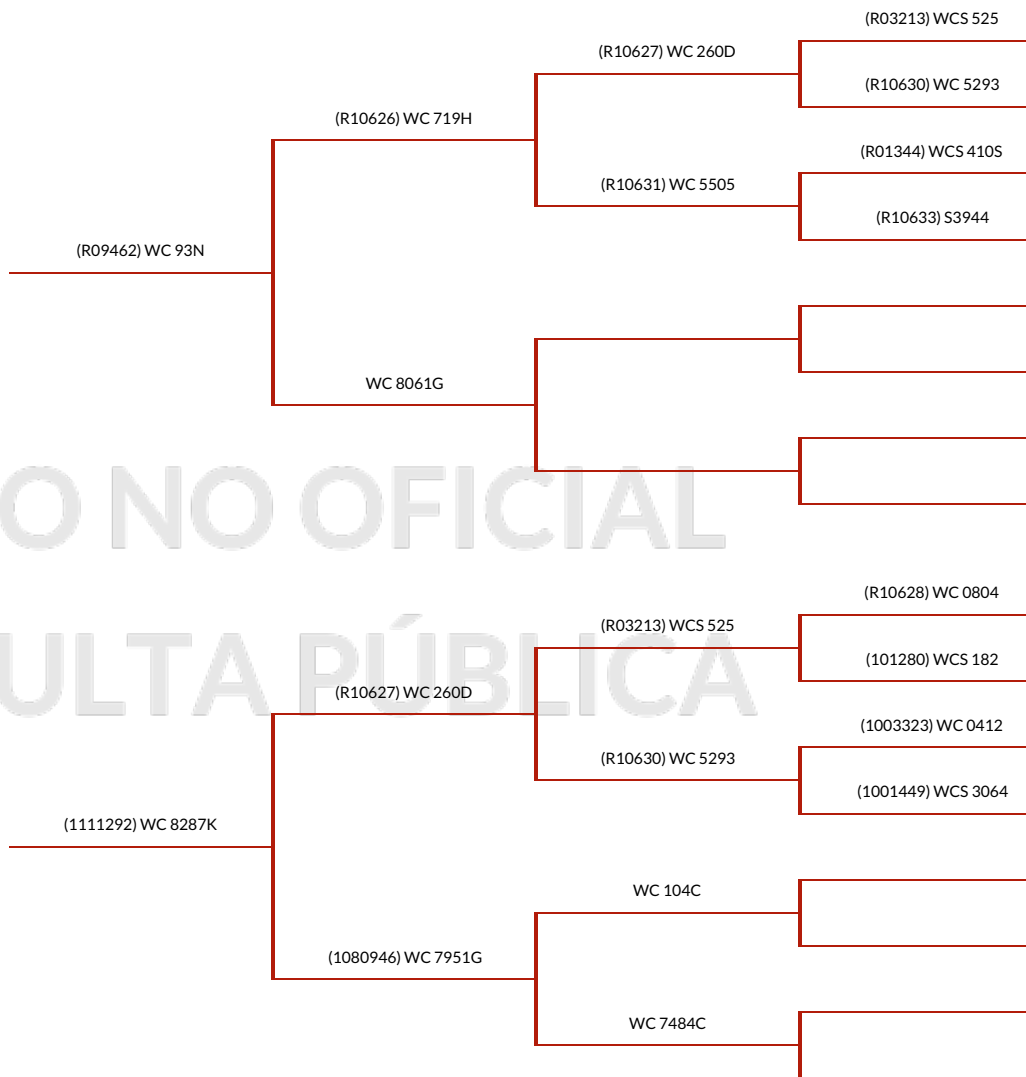 (R03213) WCS 525
(R10627) WC 260D
(R10630) WC 5293
(R10626) WC 719H
(R01344) WCS 410S
(R10631) WC 5505
(R10633) S3944
(R09462) WC 93N
WC 8061G
O NO OFICIAL
(R10628) WC 0804
(R03213) WCS 525
(101280) WCS 182
ULTA PÚBLICA
(R10627) WC 260D
(1003323) WC 0412
(R10630) WC 5293
(1001449) WCS 3064
(1111292) WC 8287K
WC 104C
(1080946) WC 7951G
WC 7484C